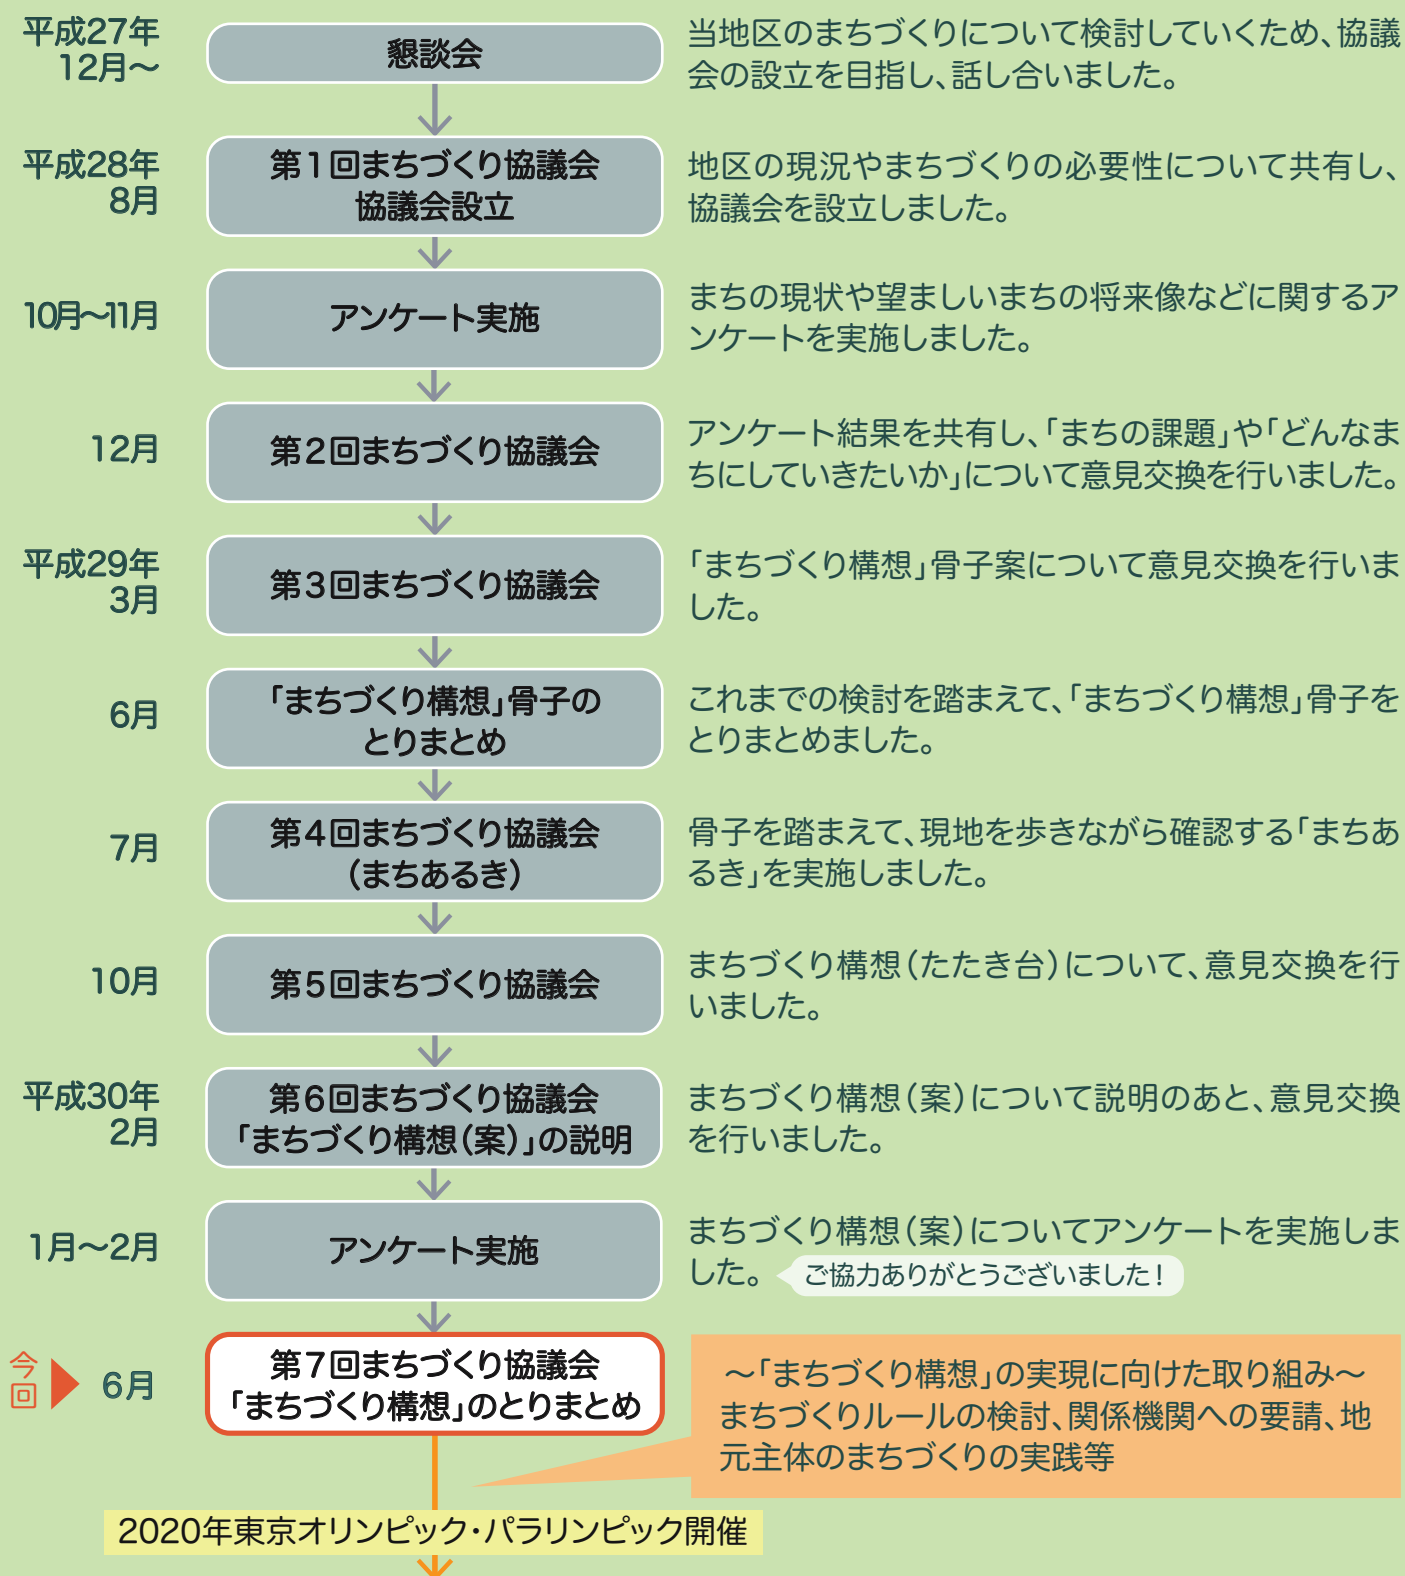 平成27年
12月～
懇談会
当地区のまちづくりについて検討していくため、協議
会の設立を目指し、話し合いました。
平成28年
8月
第1回まちづくり協議会
協議会設立
地区の現況やまちづくりの必要性について共有し、
協議会を設立しました。
10月～11月
アンケート実施
まちの現状や望ましいまちの将来像などに関するア
ンケートを実施しました。
12月
第2回まちづくり協議会
アンケート結果を共有し、「まちの課題」や「どんなま
ちにしていきたいか」について意見交換を行いました。
平成29年
3月
第3回まちづくり協議会
「まちづくり構想」骨子案について意見交換を行いま
した。
6月
「まちづくり構想」骨子の
とりまとめ
これまでの検討を踏まえて、「まちづくり構想」骨子を
とりまとめました。
7月
第4回まちづくり協議会
（まちあるき）
骨子を踏まえて、現地を歩きながら確認する「まちあ
るき」を実施しました。
10月
第5回まちづくり協議会
まちづくり構想（たたき台）について、意見交換を行
いました。
平成30年
2月
第6回まちづくり協議会
「まちづくり構想（案）」の説明
まちづくり構想（案）について説明のあと、意見交換
を行いました。
1月～2月
アンケート実施
まちづくり構想（案）についてアンケートを実施しま
した。
ご協力ありがとうございました！
今回
6月
第7回まちづくり協議会
「まちづくり構想」のとりまとめ
～「まちづくり構想」の実現に向けた取り組み～
まちづくりルールの検討、関係機関への要請、地
元主体のまちづくりの実践等
2020年東京オリンピック・パラリンピック開催